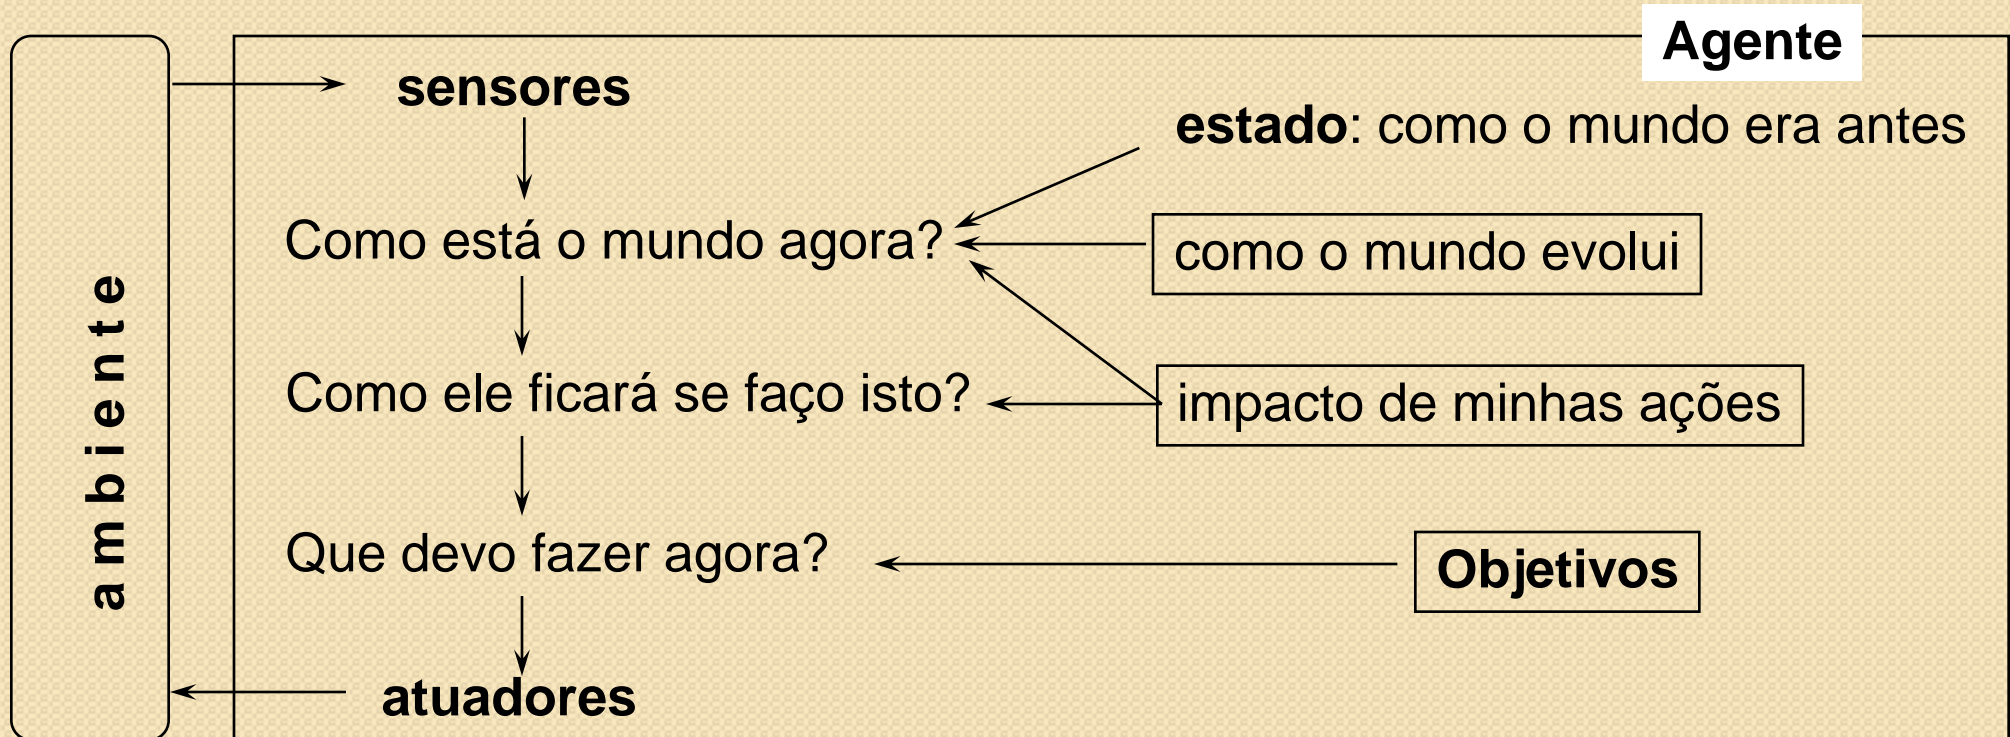 Agente
sensores
estado: como o mundo era antes
Como está o mundo agora?
como o mundo evolui
Como ele ficará se faço isto?
impacto de minhas ações
Que devo fazer agora?
Objetivos
atuadores
ambiente